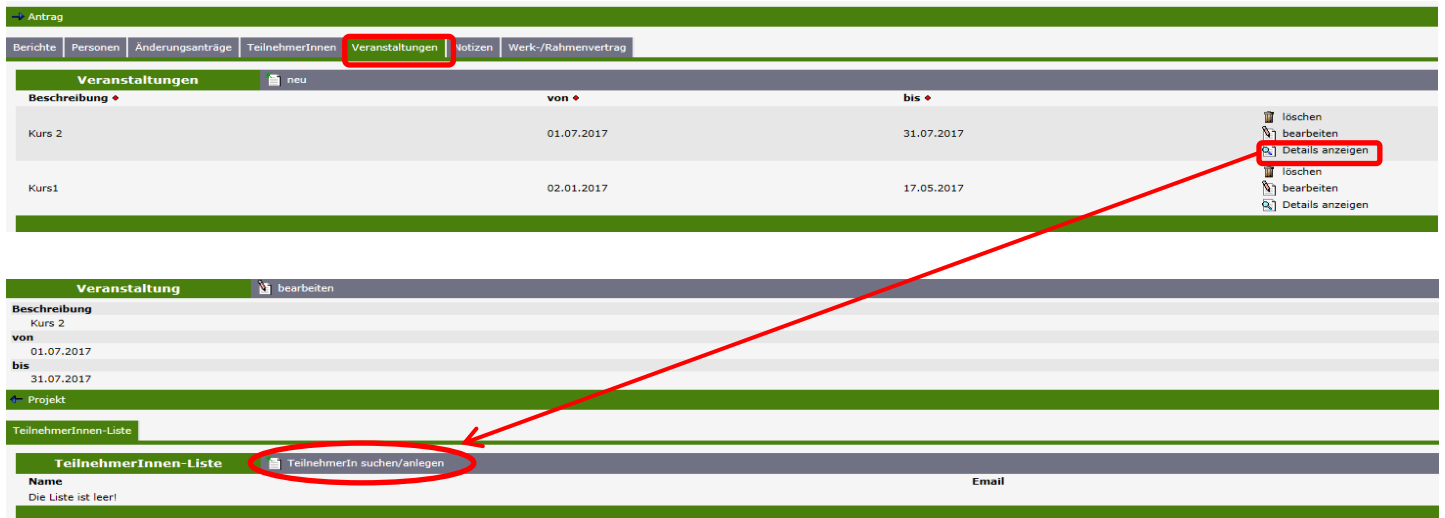 Antrag
Berichte Personen Änderungsanträge TeilnehmerInnen Veranstaltungen Notizen Werk-/Rahmenvertrag
Veranstaltungen neu
Beschreibung von bis
löschen
Kurs 2 01.07.2017 31.07.2017 bearbeiten
Details anzeigen
löschen
Kurs1 02.01.2017 17.05.2017 bearbeiten
Details anzeigen
Veranstaltung bearbeiten
Beschreibung
Kurs 2
von
01.07.2017
bis
31.07.2017
Projekt
TeilnehmerInnen-Liste
TeilnehmerInnen-Liste TeilnehmerIn suchen/anlegen
Name Email
Die Liste ist leer!